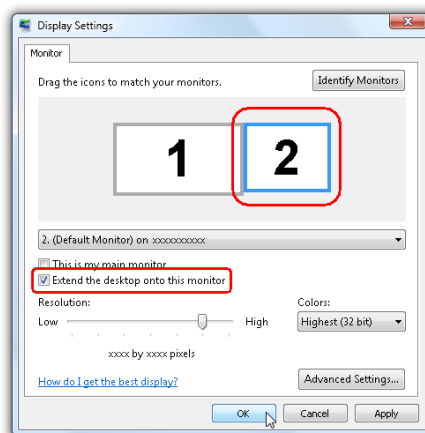 Display Settings
Monitor
Drag the icons to match your monitors.
Identify Monitors
1
2
2. (Default Monitor) on xxxxxxxxxx
This is my main monitor
Extend the desktop onto this monitor
Resolution:
Colors:
Low
High
Highest (32 bit)
xxxx by xxxx pixels
How do I get the best display?
Advanced Settings...
OK
Cancel
Apply